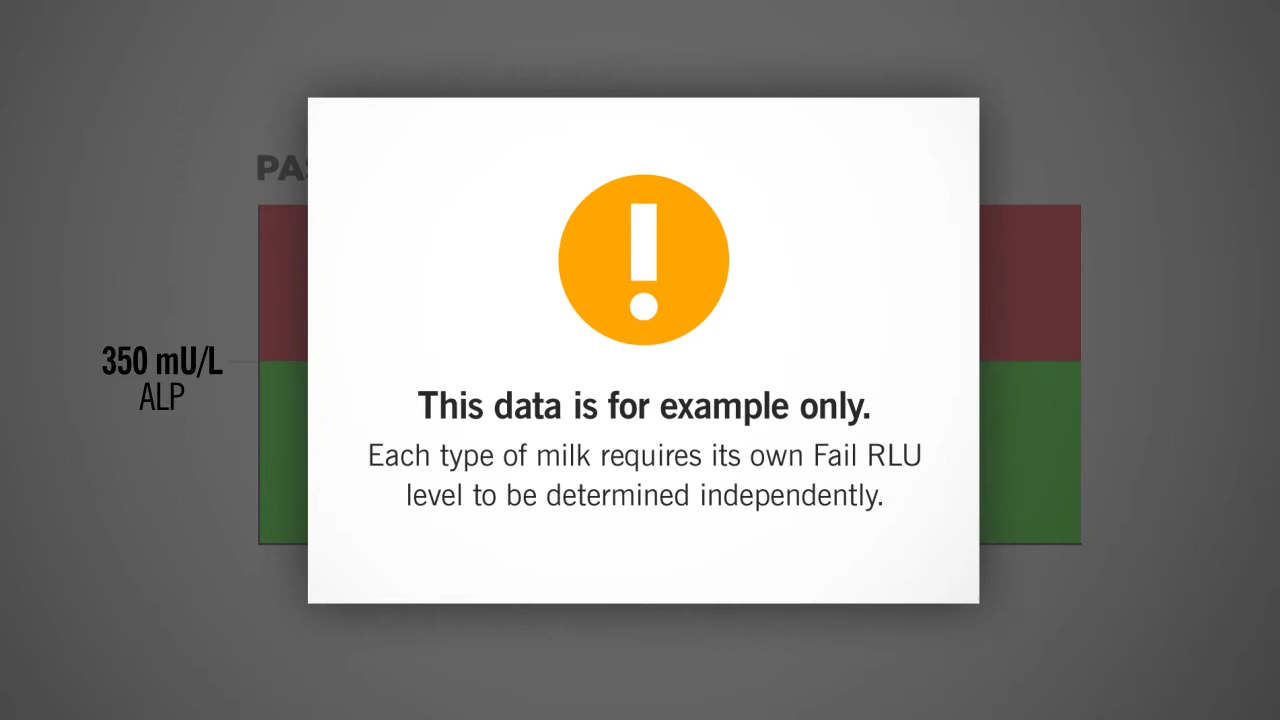 350 mU/L
ALP
This data is for example only.
Each type of milk requires its own Fail RLU
level to be determined independently.